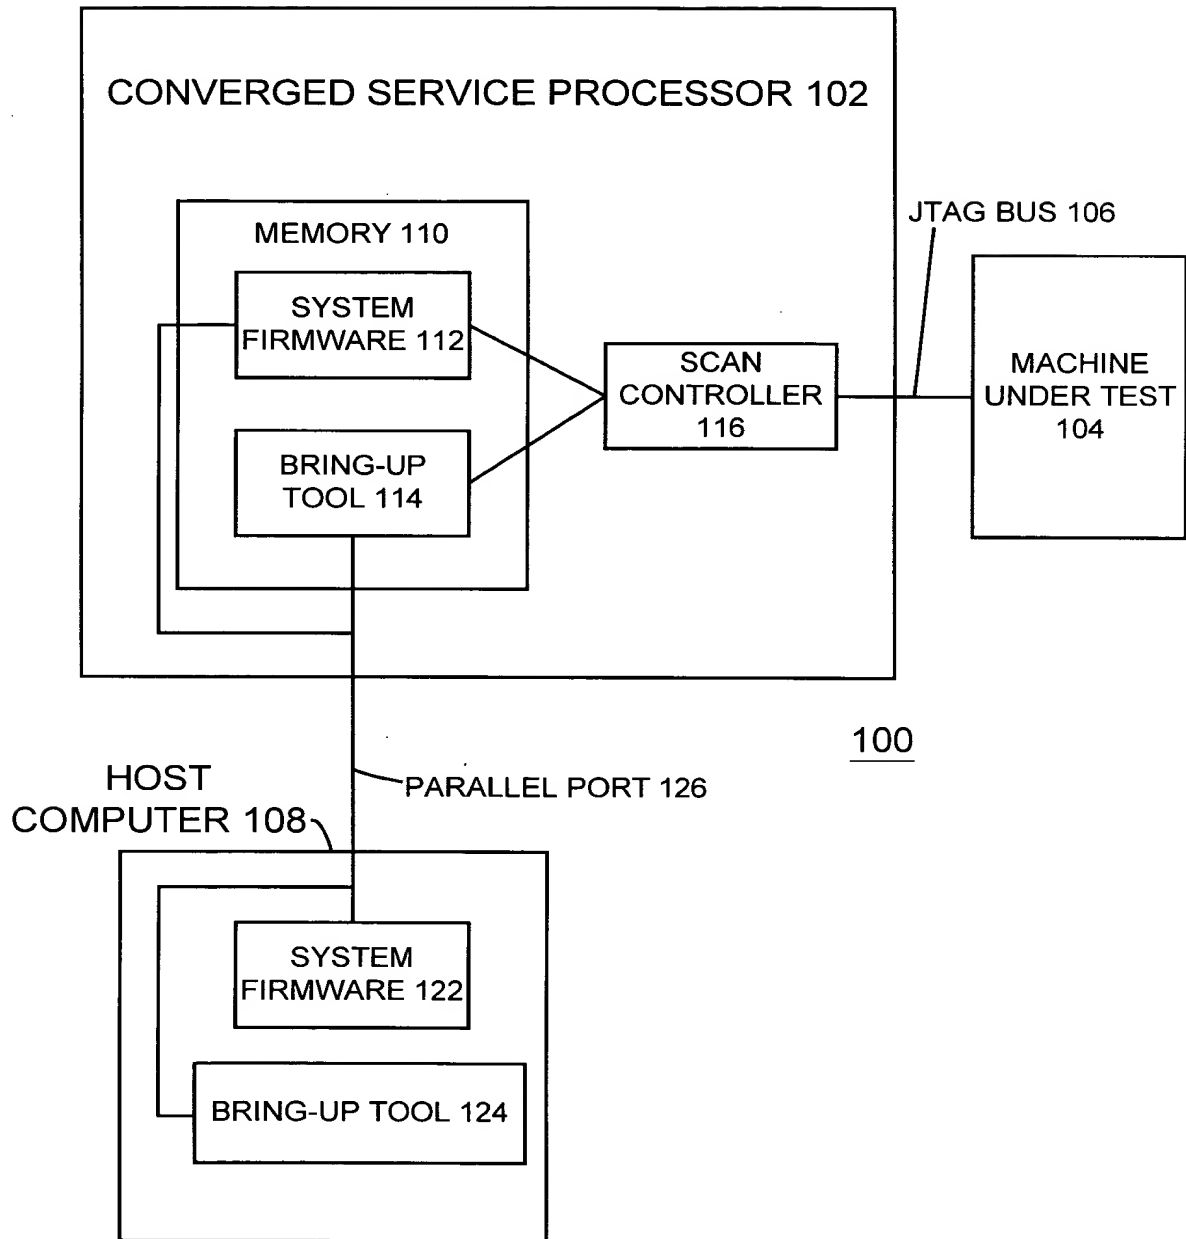 CONVERGED SERVICE PROCESSOR 102
MEMORY 110
SYSTEM
FIRMWARE 112
BRING-UP
TOOL 114
SCAN
CONTROLLER
116
JTAG BUS 106
MACHINE
UNDER TEST
104
100
PARALLEL PORT 126
HOST
COMPUTER 108
SYSTEM
FIRMWARE 122
BRING-UP TOOL 124